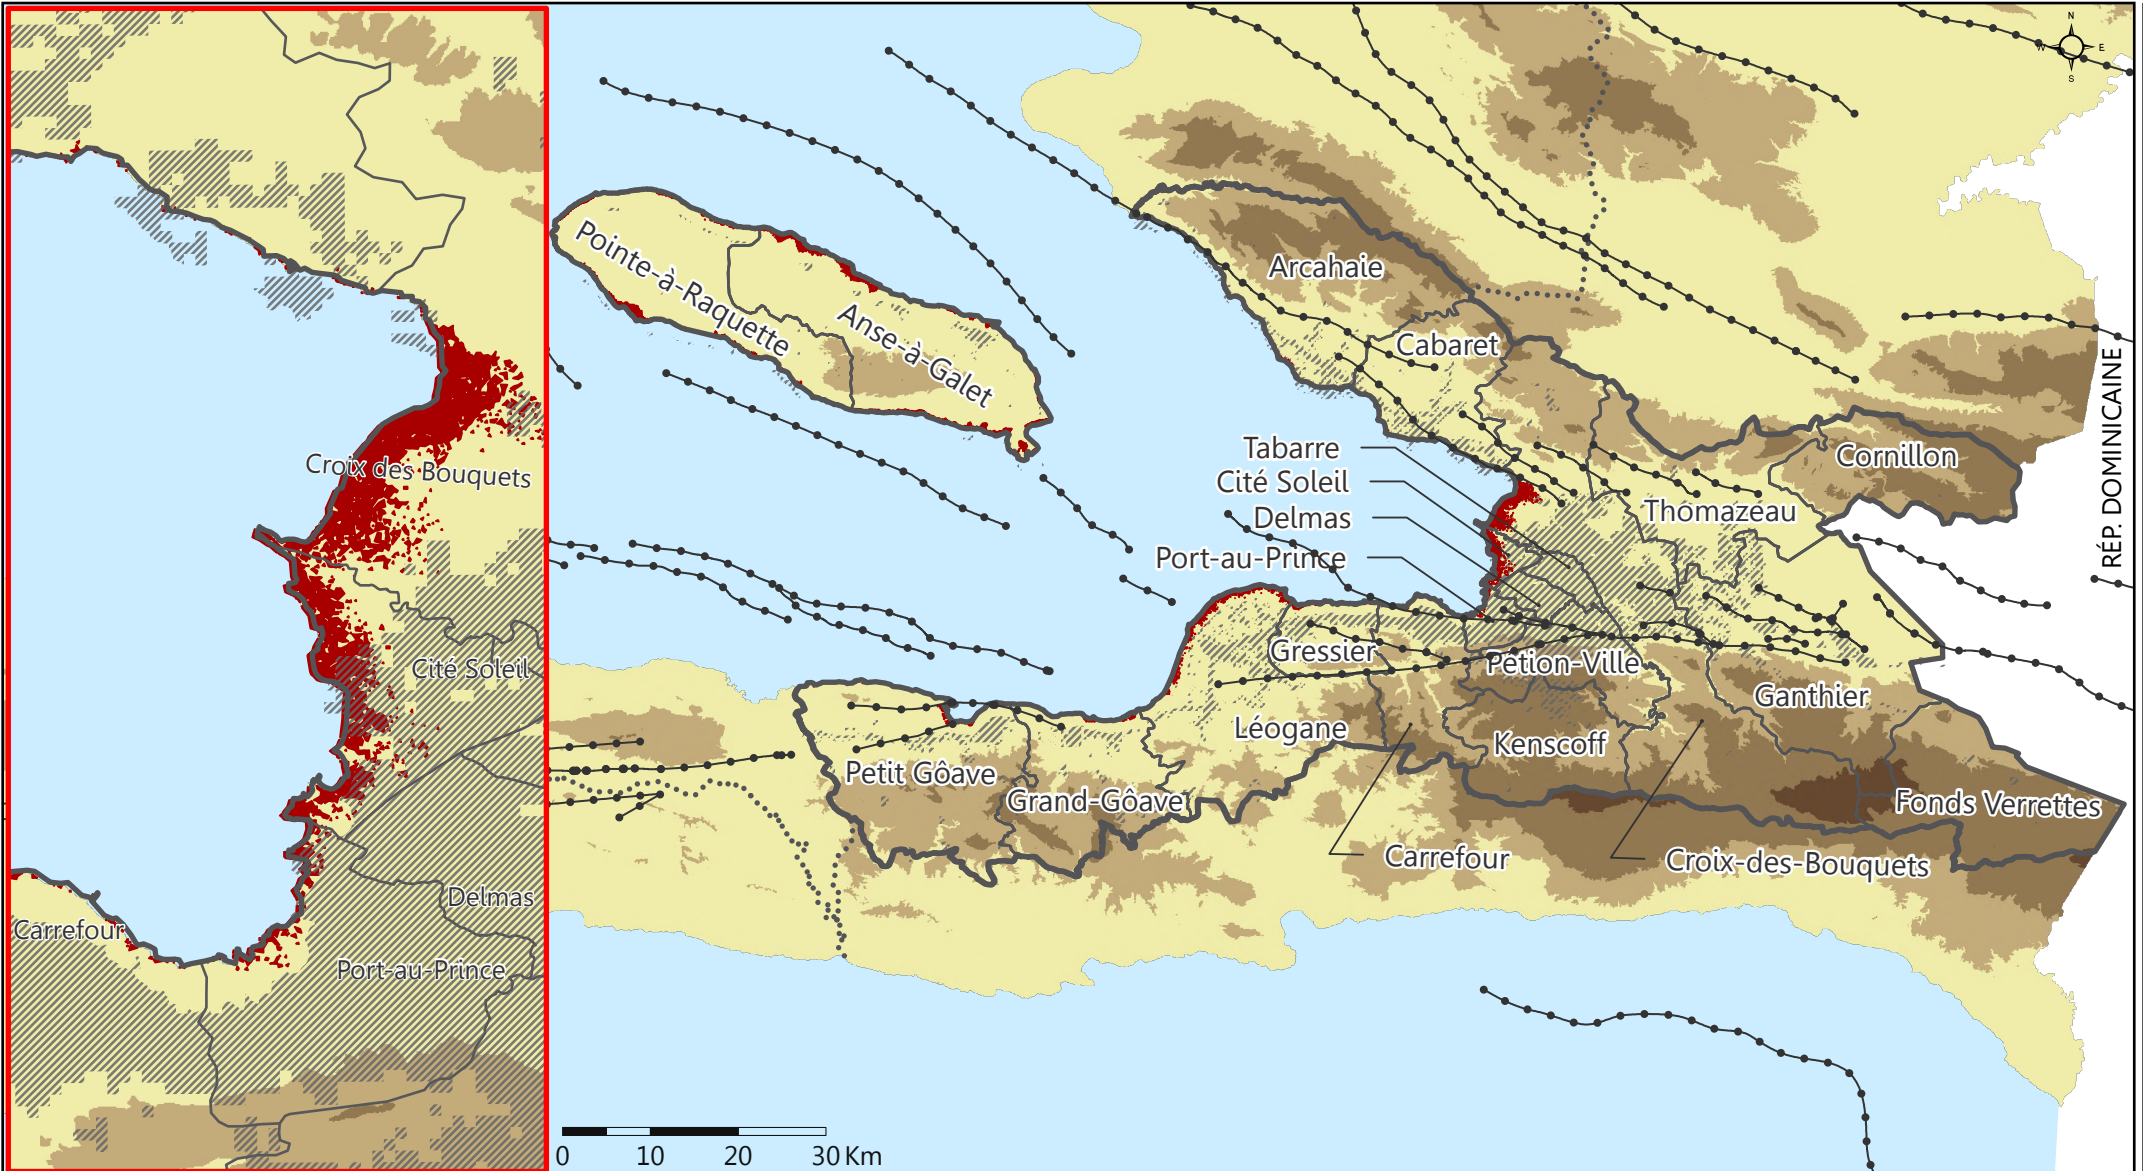 Croix des Bouquets
Cité Soleil
Delmas
Carrefour
Port-au-Prince
N
W
E
S
Pointe-à-Raquette
Anse-à-Galet
Arcahaie
Cabaret
Tabarre
Cité Soleil
Delmas
Port-au-Prince
Cornillon
Thomazeau
RÉP. DOMINICAINE
Gressier
Pétion-Ville
Ganthier
Léogane
Kenscoff
Petit Gôave
Grand-Gôave
Fonds Verrettes
Carrefour
Croix-des-Bouquets
0 10 20 30 Km